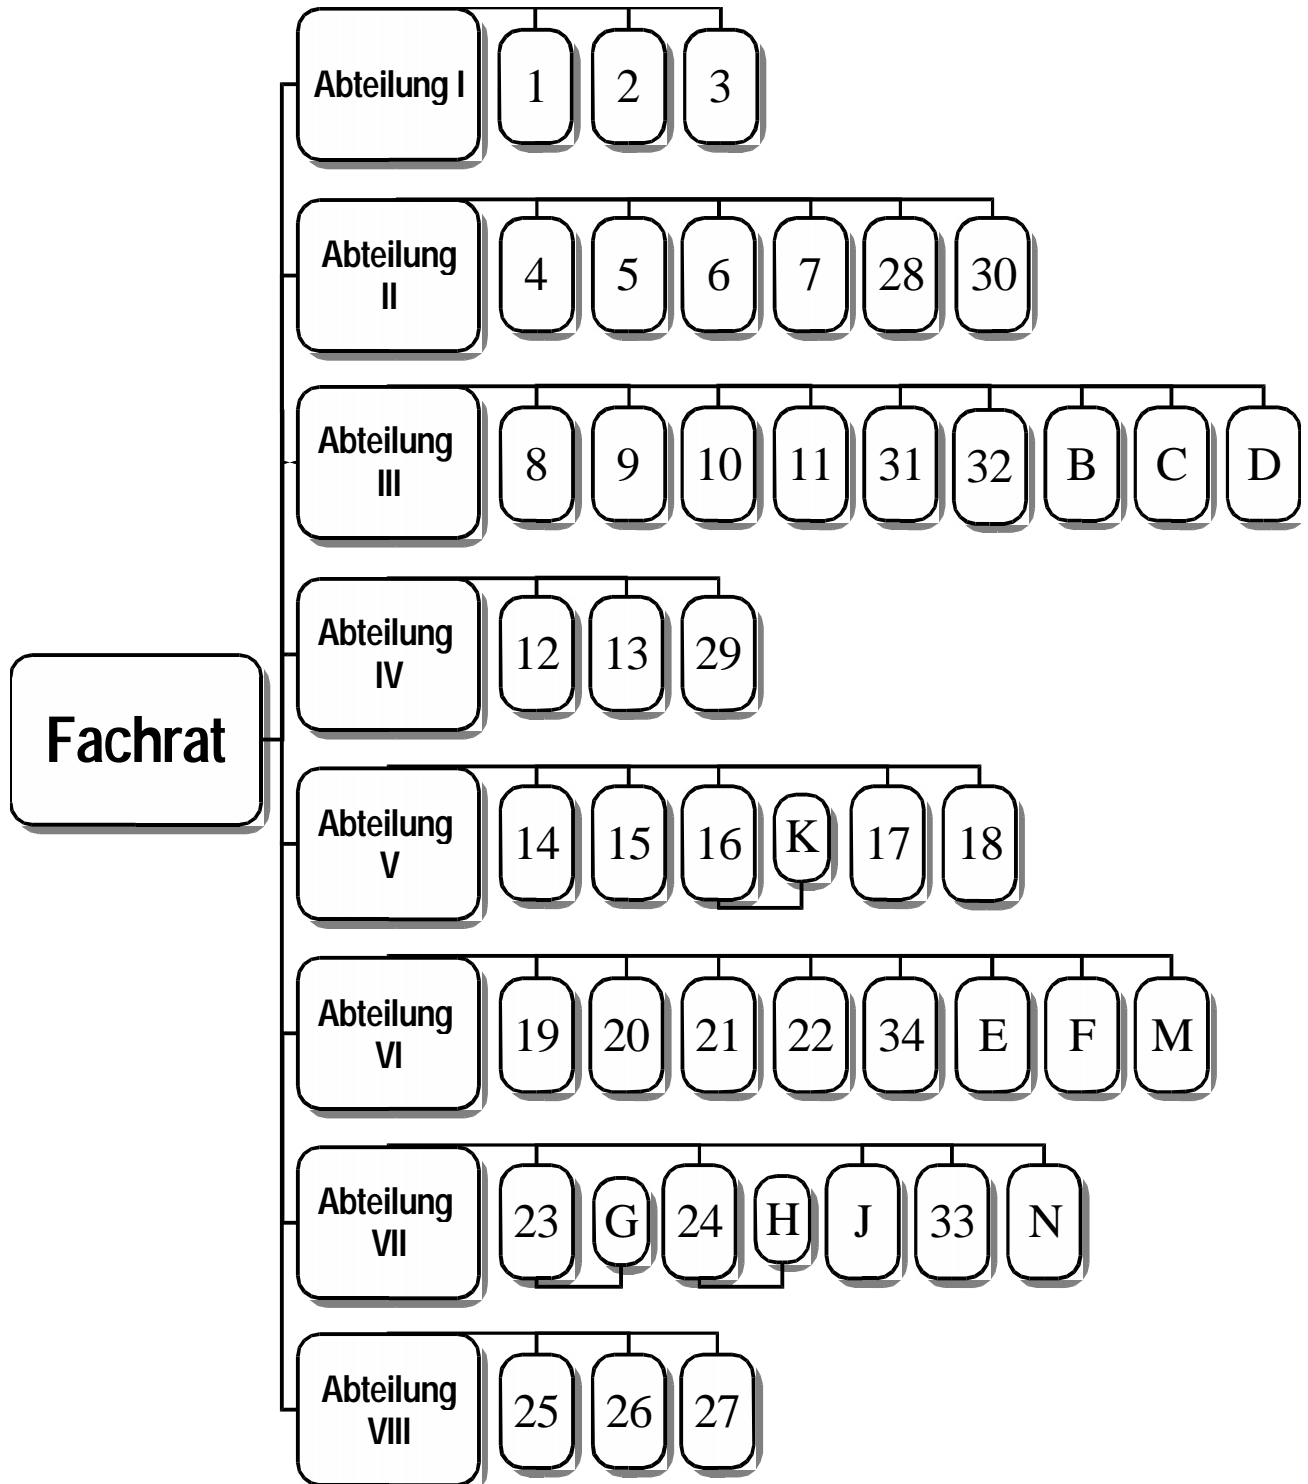 Abteilung I 1 2 3
Abteilung
II
4 5 6 7 28 30
Abteilung
III
8 9 10 11 31 32 B C D
Abteilung
IV
12 13 29
Fachrat
Abteilung
V
14 15 16 K 17 18
Abteilung
VI
19 20 21 22 34 E F M
Abteilung
VII
23 G 24 H J 33 N
Abteilung
VIII
25 26 27